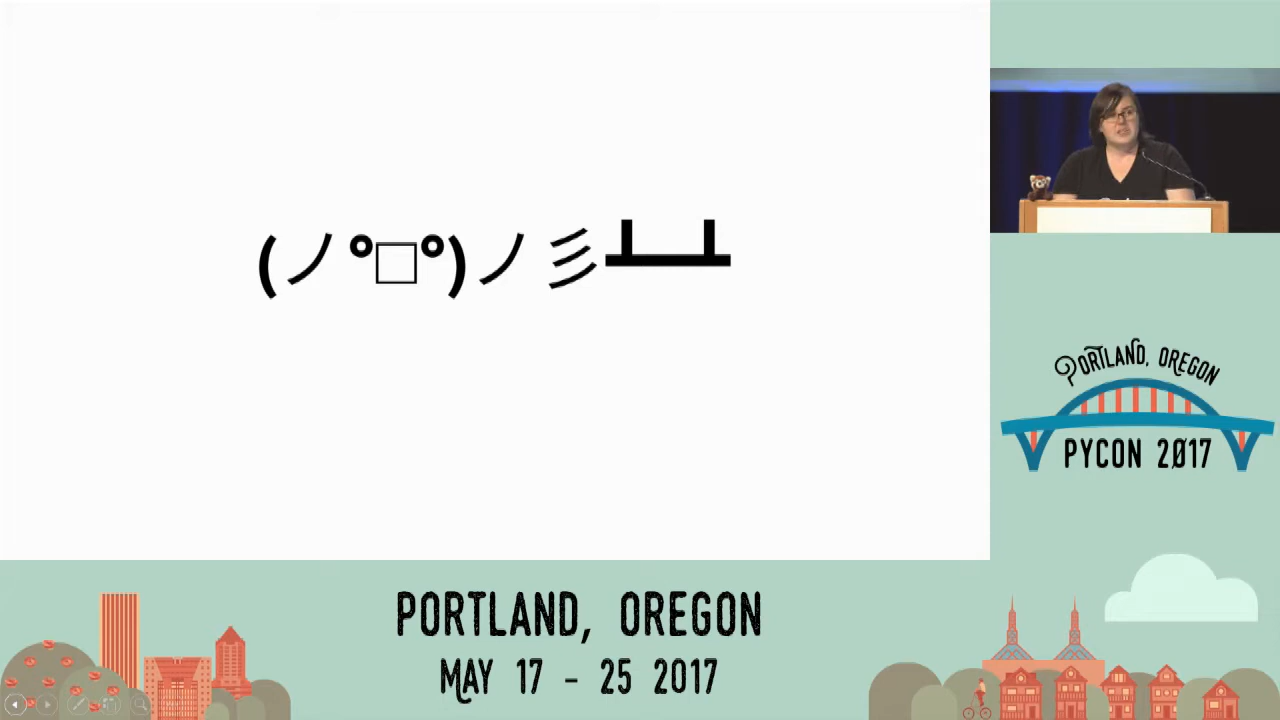 (ノ°□°)ノ彡┻━┻
PORTLAND, OREGON
PYCON 2017
PORTLAND, OREGON
MAY 17 - 25 2017